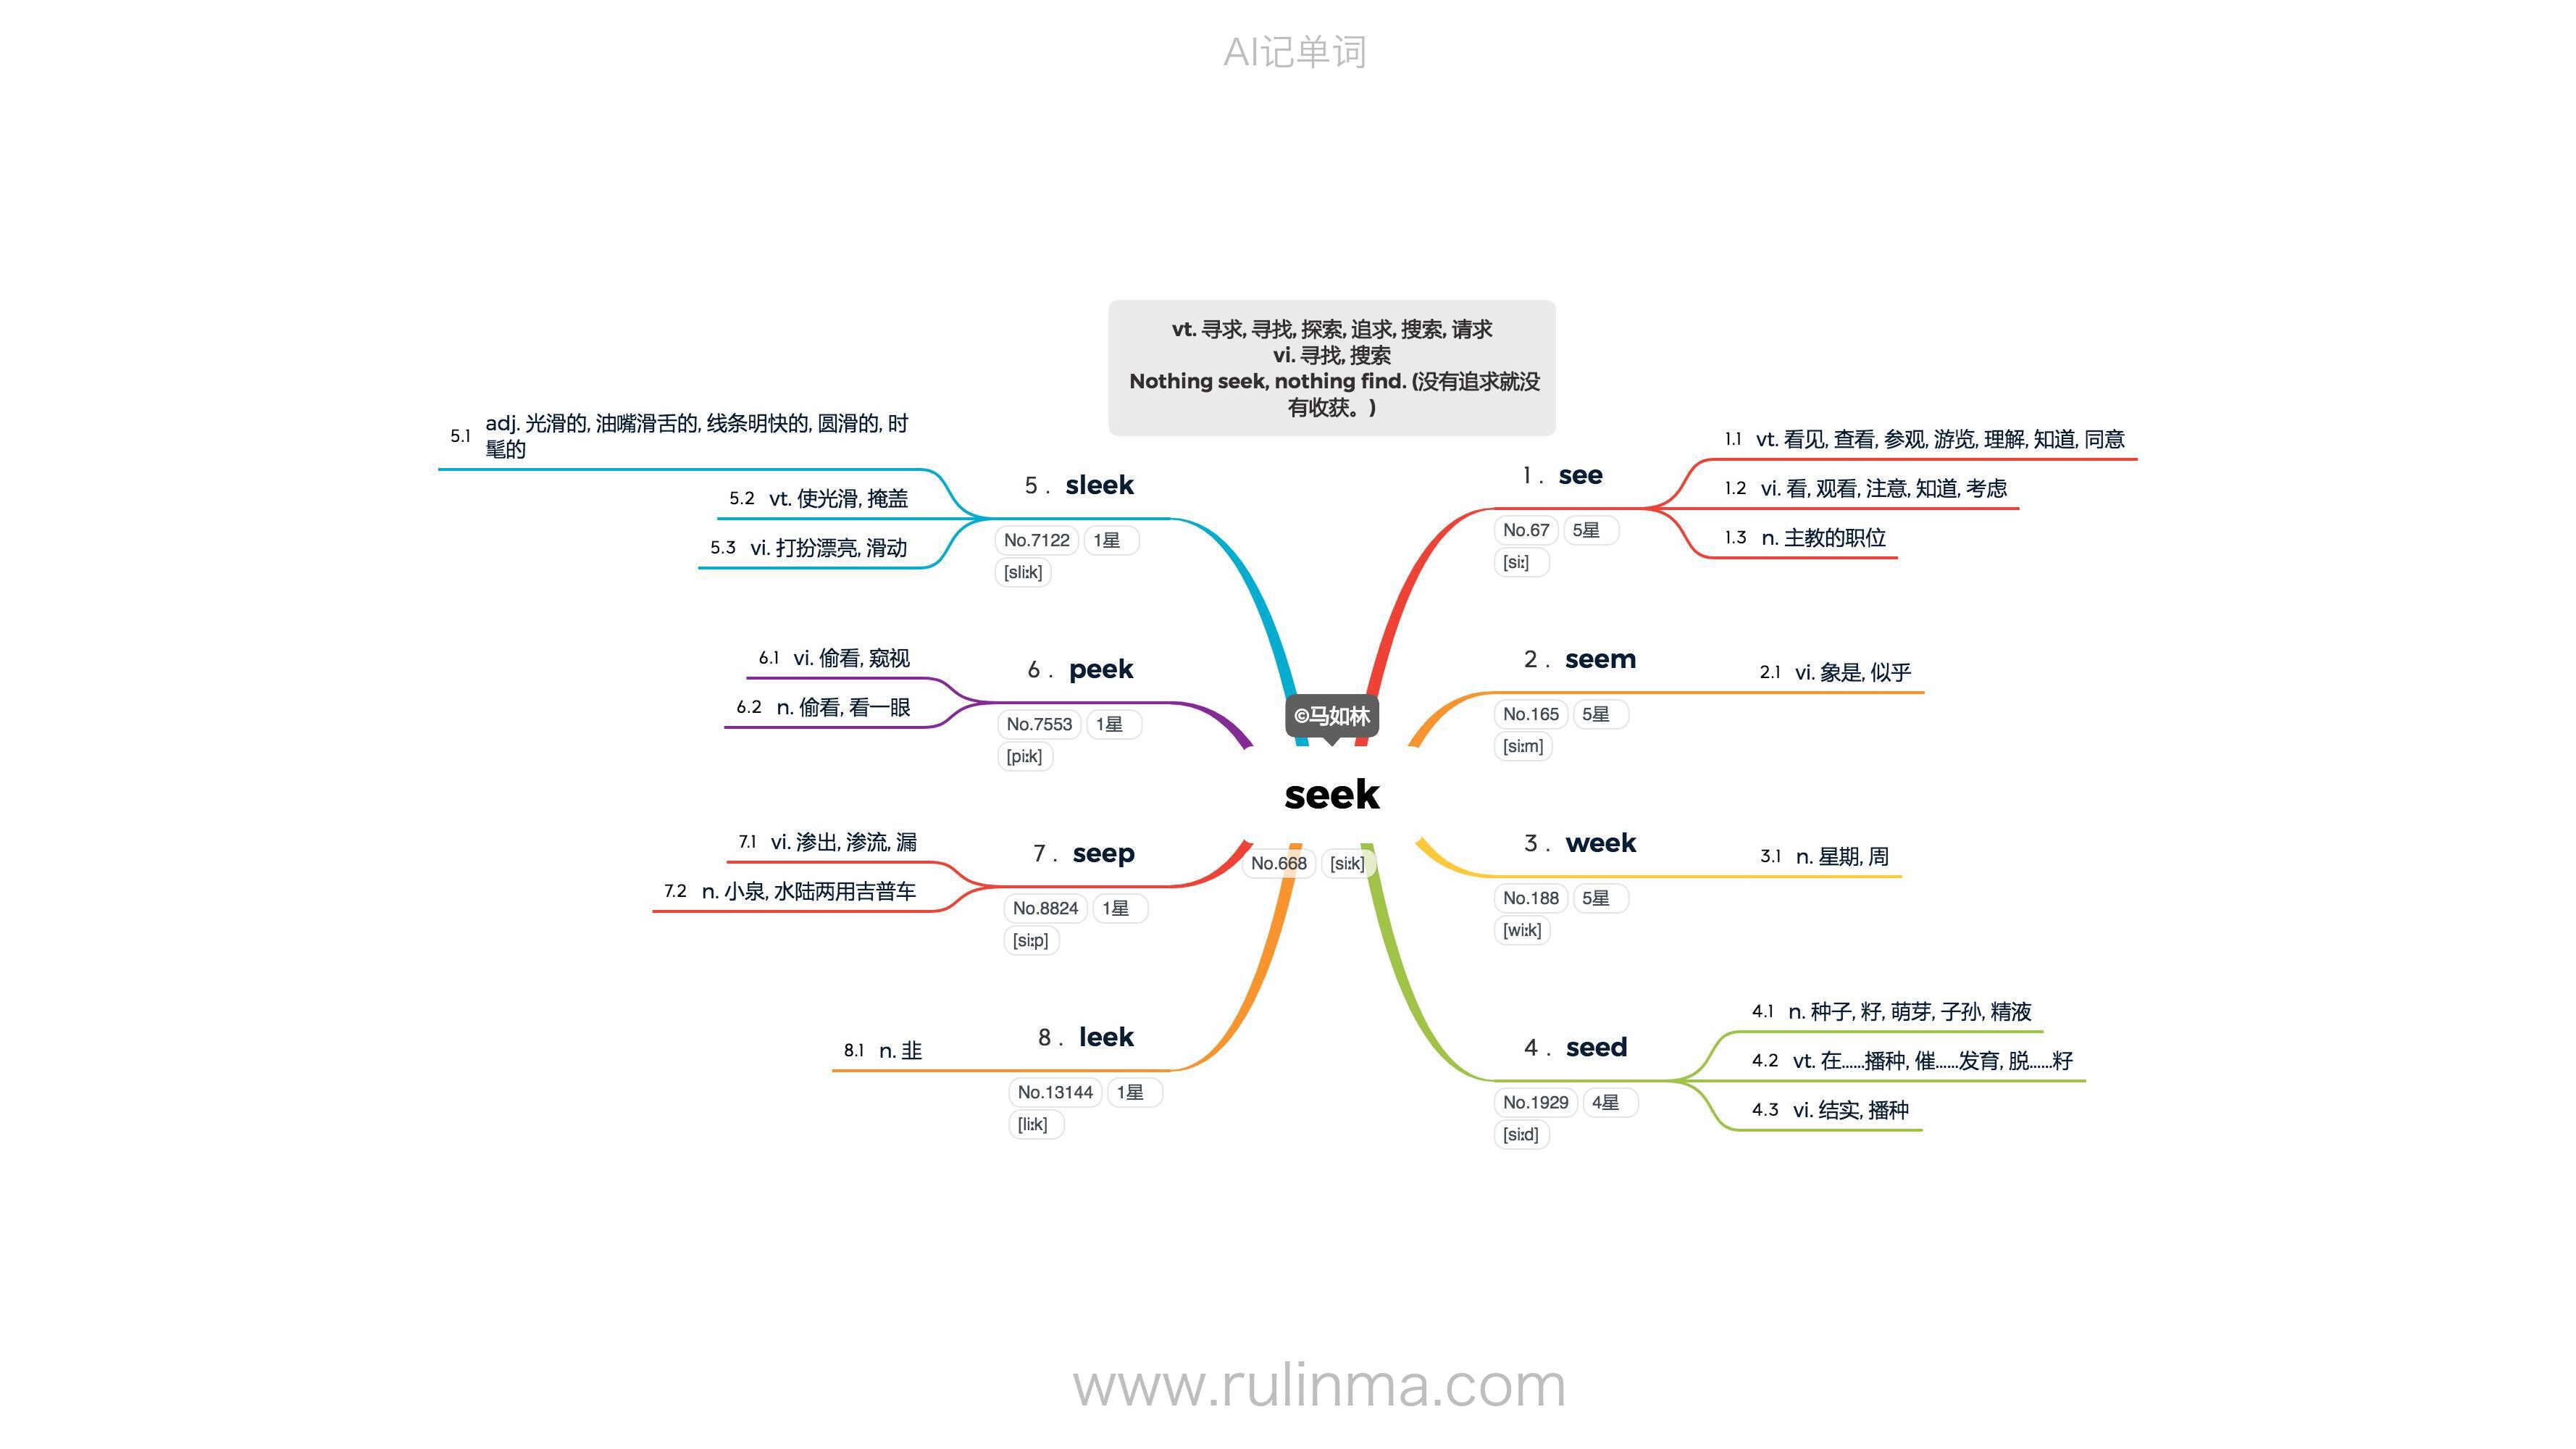 AI记单词
vt. 寻求, 寻找, 探索, 追求, 搜索, 请求
vi. 寻找, 搜索
Nothing seek, nothing find. (没有追求就没
有收获。)
©马如林
seek
No.668 [siːk]
1 . see
No.67 5星
[siː]
1.1 vt. 看见, 查看, 参观, 游览, 理解, 知道, 同意
1.2 vi. 看, 观看, 注意, 知道, 考虑
1.3 n. 主教的职位
2 . seem
No.165 5星
[siːm]
2.1 vi. 象是, 似乎
3 . week
No.188 5星
[wiːk]
3.1 n. 星期, 周
4 . seed
No.1929 4星
[siːd]
4.1 n. 种子, 籽, 萌芽, 子孙, 精液
4.2 vt. 在......播种, 催......发育, 脱......籽
4.3 vi. 结实, 播种
5 . sleek
No.7122 1星
[sliːk]
5.1 adj. 光滑的, 油嘴滑舌的, 线条明快的, 圆滑的, 时
髦的
5.2 vt. 使光滑, 掩盖
5.3 vi. 打扮漂亮, 滑动
6 . peek
No.7553 1星
[piːk]
6.1 vi. 偷看, 窥视
6.2 n. 偷看, 看一眼
7 . seep
No.8824 1星
[siːp]
7.1 vi. 渗出, 渗流, 漏
7.2 n. 小泉, 水陆两用吉普车
8 . leek
No.13144 1星
[liːk]
8.1 n. 韭
www.rulinma.com